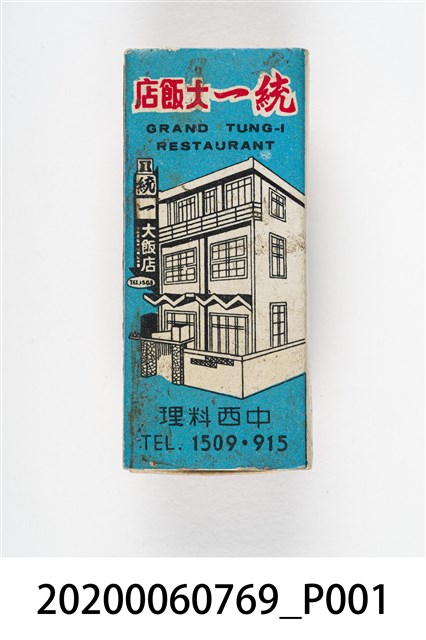 統一大飯店
GRAND TUNG-I
RESTAURANT
統一大飯店
中西料理
TEL. 1509・915
20200060769_P001